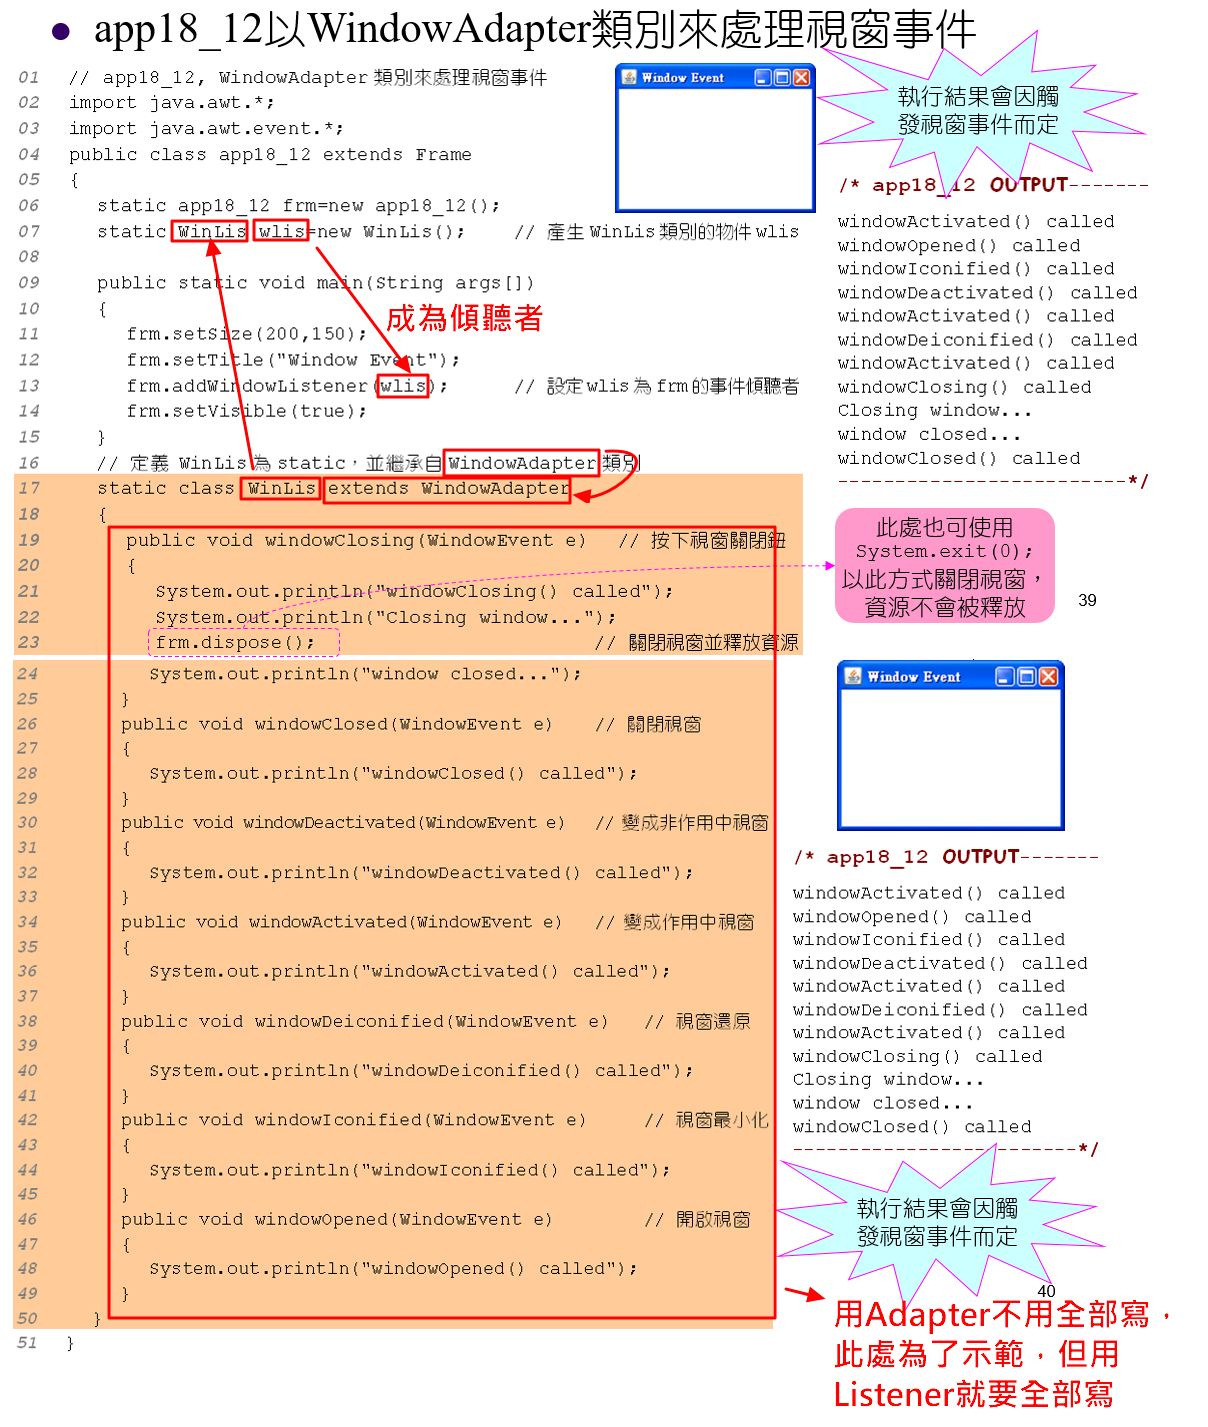 ● app18_12以WindowAdapter類別來處理視窗事件
01 // app18_12, WindowAdapter 類別來處理視窗事件
02 import java.awt.*;
03 import java.awt.event.*;
04 public class app18_12 extends Frame
05 {
06 static app18_12 frm=new app18_12();
07 static WinLis wlis=new WinLis(); // 產生 WinLis 類別的物件 wlis
08
09 public static void main(String args[])
10 {
11 frm.setSize(200,150);
12 frm.setTitle("Window Event");
13 frm.addWindowListener(wlis); // 設定 wlis 為 frm 的事件傾聽者
14 frm.setVisible(true);
15 }
16 // 定義 WinLis 為 static，並繼承自 WindowAdapter 類別
17 static class WinLis extends WindowAdapter
18 {
19 public void windowClosing(WindowEvent e) // 按下視窗關閉鈕
20 {
21 System.out.println("windowClosing() called");
22 System.out.println("Closing window...");
23 frm.dispose(); // 關閉視窗並釋放資源
24 System.out.println("window closed...");
25 }
26 public void windowClosed(WindowEvent e) // 關閉視窗
27 {
28 System.out.println("windowClosed() called");
29 }
30 public void windowDeactivated(WindowEvent e) // 變成非作用中視窗
31 {
32 System.out.println("windowDeactivated() called");
33 }
34 public void windowActivated(WindowEvent e) // 變成作用中視窗
35 {
36 System.out.println("windowActivated() called");
37 }
38 public void windowDeiconified(WindowEvent e) // 視窗還原
39 {
40 System.out.println("windowDeiconified() called");
41 }
42 public void windowIconified(WindowEvent e) // 視窗最小化
43 {
44 System.out.println("windowIconified() called");
45 }
46 public void windowOpened(WindowEvent e) // 開啟視窗
47 {
48 System.out.println("windowOpened() called");
49 }
50 }
51 }
成為傾聽者
Window Event
執行結果會因觸
發視窗事件而定
/* app18_12 OUTPUT-------
windowActivated() called
windowOpened() called
windowIconified() called
windowDeactivated() called
windowActivated() called
windowDeiconified() called
windowActivated() called
windowClosing() called
Closing window...
window closed...
windowClosed() called
--------------------------*/
此處也可使用
System.exit(0);
以此方式關閉視窗，
資源不會被釋放
39
Window Event
/* app18_12 OUTPUT-------
windowActivated() called
windowOpened() called
windowIconified() called
windowDeactivated() called
windowActivated() called
windowDeiconified() called
windowActivated() called
windowClosing() called
Closing window...
window closed...
windowClosed() called
--------------------------*/
執行結果會因觸
發視窗事件而定
40
用Adapter不用全部寫，
此處為了示範，但用
Listener就要全部寫